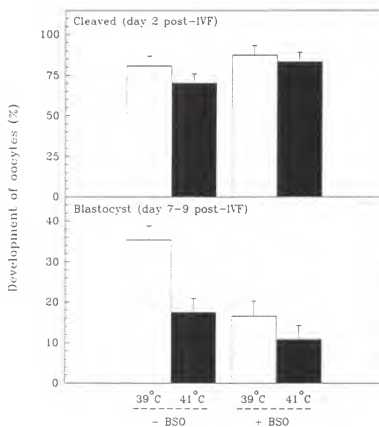 Development of oocytes (%)
Cleaved (day 2 post-IVF)
100
75
50
25
0
Blastocyst (day 7-9 post-IVF)
40
30
20
10
0
39°C 41°C 39°C 41°C
- BSO + BSO